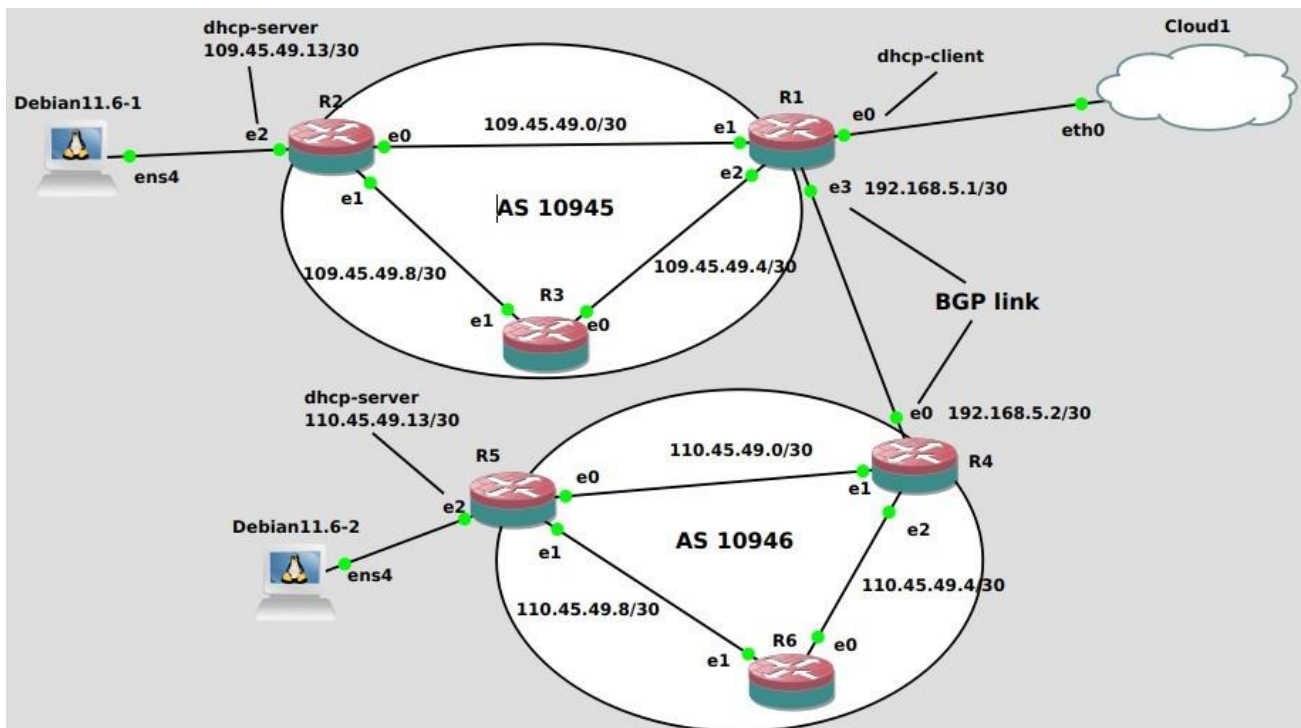 Cloud1
dhcp-server
109.45.49.13/30
dhcp-client
Debian11.6-1
R2
R1
e2
e0
109.45.49.0/30
e1
e0
eth0
ens4
e1
e2
e3
192.168.5.1/30
AS 10945
109.45.49.8/30
109.45.49.4/30
R3
e1
e0
BGP link
dhcp-server
110.45.49.13/30
e0
192.168.5.2/30
R5
110.45.49.0/30
R4
e0
e1
e2
Debian11.6-2
ens4
e1
AS 10946
e2
110.45.49.8/30
110.45.49.4/30
R6
e1
e0